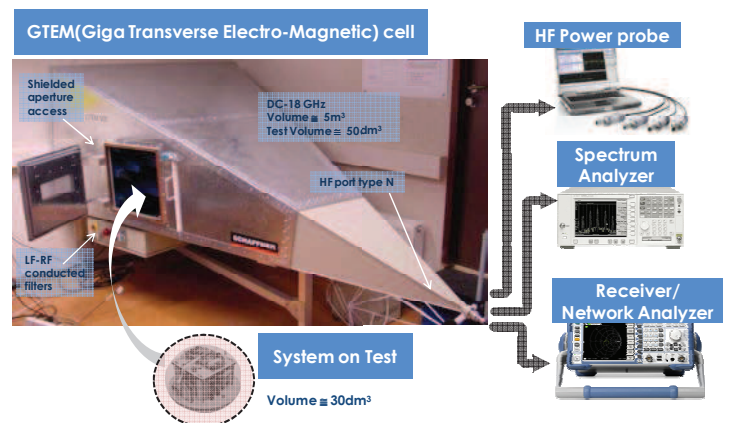 GTEM(Giga Transverse Electro-Magnetic) cell
HF Power probe
Shielded
aperture
access
DC-18 GHz
Volume ≅ 5m³
Test Volume ≅ 50dm³
Spectrum
Analyzer
HF port type N
SCHAFFNER
LF-RF
conducted
filters
Receiver/
Network Analyzer
System on Test
Volume ≅ 30dm³